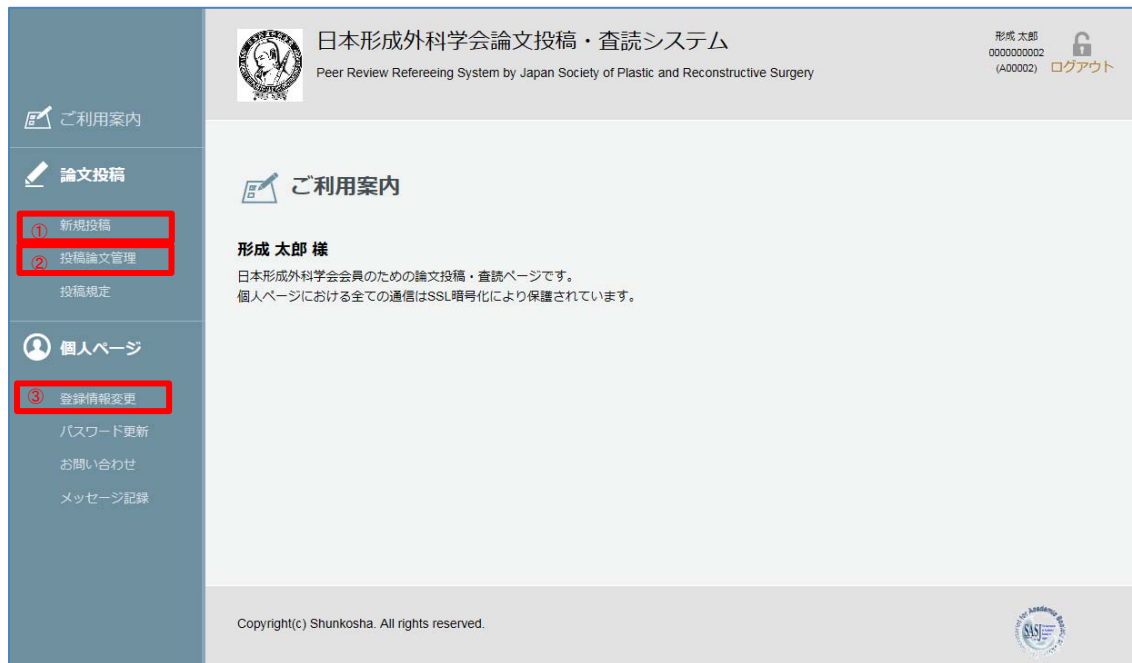 日本形成外科学会論文投稿・査読システム
Peer Review Refereeing System by Japan Society of Plastic and Reconstructive Surgery
形成 太郎
0000000002
(A00002)
ログアウト
ご利用案内
論文投稿
① 新規投稿
② 投稿論文管理
投稿規定
個人ページ
③ 登録情報変更
パスワード更新
お問い合わせ
メッセージ記録
ご利用案内
形成 太郎 様
日本形成外科学会会員のための論文投稿・査読ページです。
個人ページにおける全ての通信はSSL暗号化により保護されています。
Copyright(c) Shunkosha. All rights reserved.
SASJ